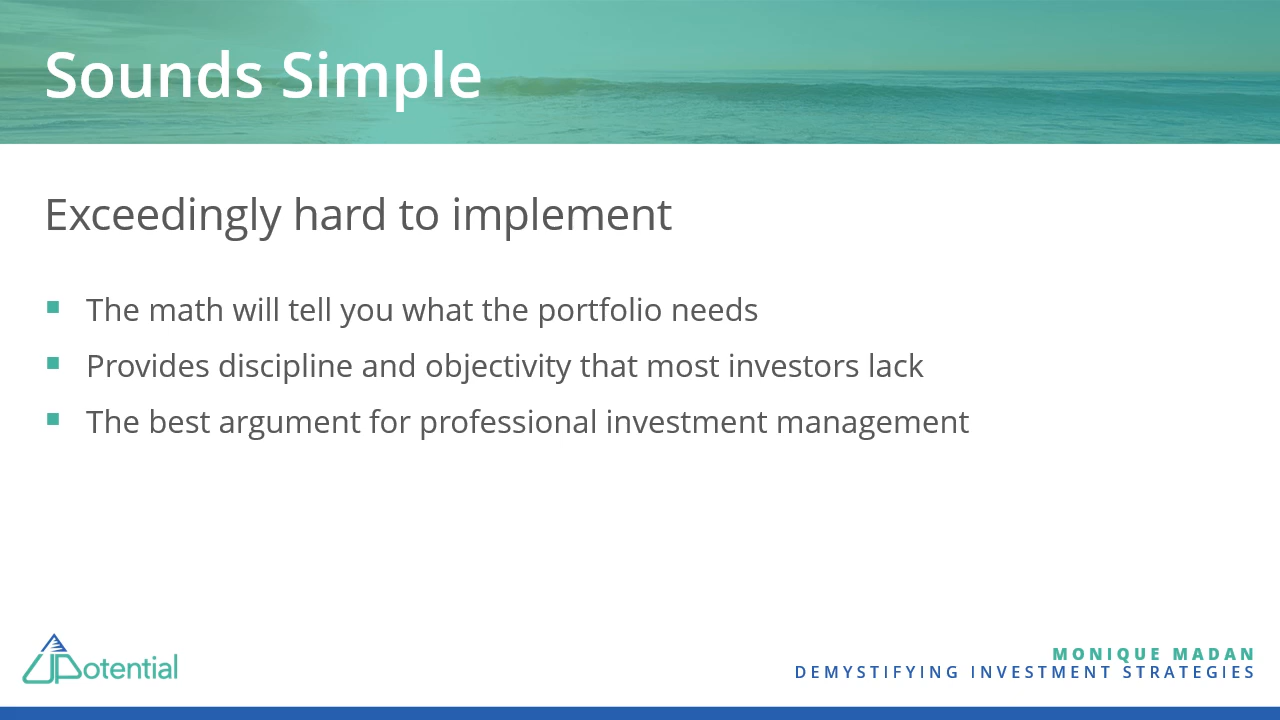 Sounds Simple
Exceedingly hard to implement
The math will tell you what the portfolio needs
Provides discipline and objectivity that most investors lack
The best argument for professional investment management
UPotential
MONIQUE MADAN
DEMYSTIFYING INVESTMENT STRATEGIES